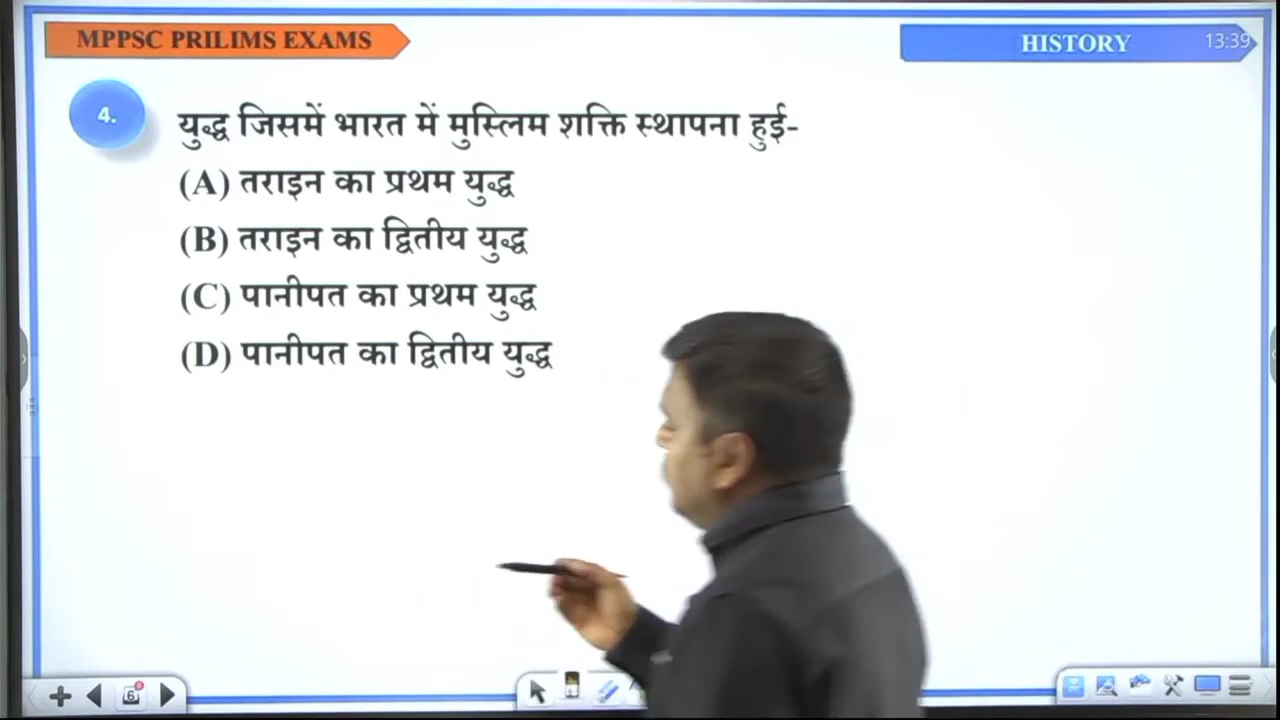 MPPSC PRILIMS EXAMS
HISTORY
13:39
4.
युद्ध जिसमें भारत में मुस्लिम शक्ति स्थापना हुई-
(A) तराइन का प्रथम युद्ध
(B) तराइन का द्वितीय युद्ध
(C) पानीपत का प्रथम युद्ध
(D) पानीपत का द्वितीय युद्ध
6